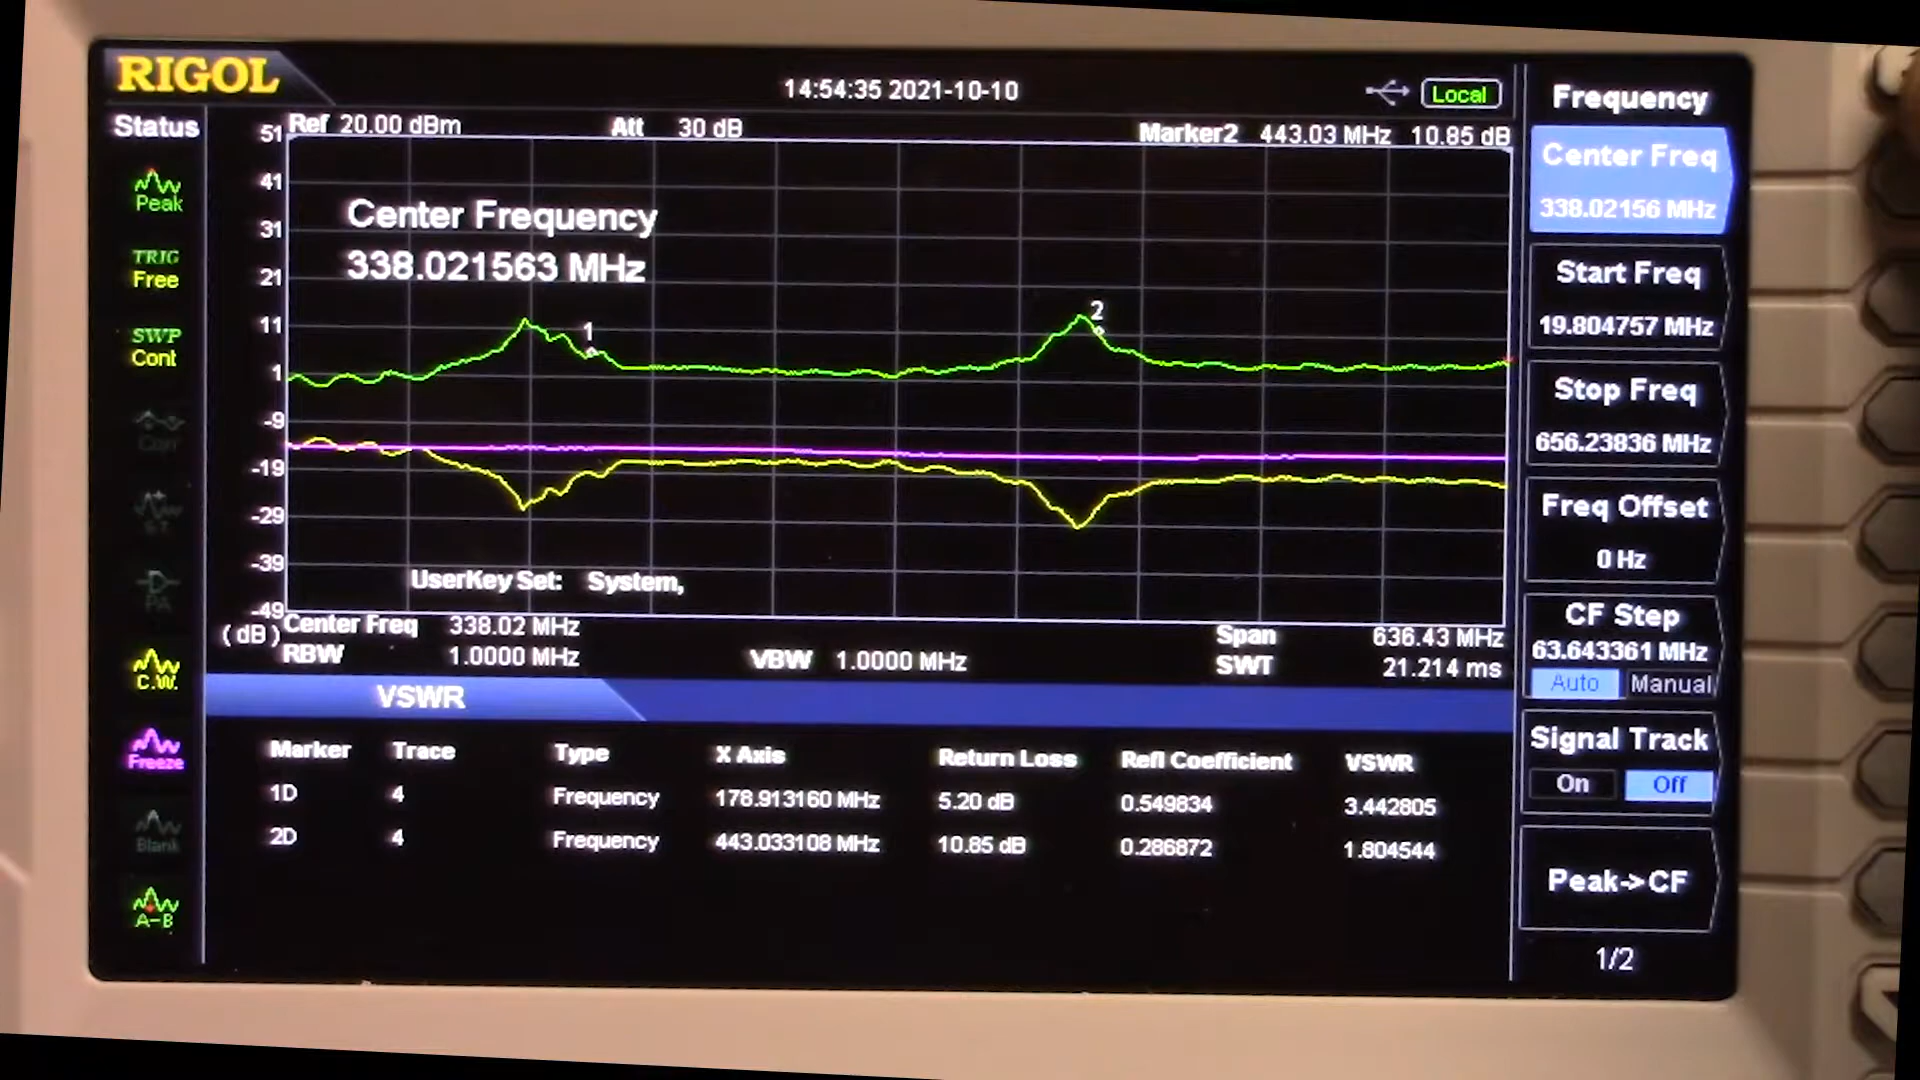 RIGOL
14:54:35 2021-10-10
Local
Status
Ref 20.00 dBm Att 30 dB Marker2 443.03 MHz 10.85 dB
51
41
31
21
11
1
-9
-19
-29
-39
-49
(dB)
Peak
TRIG
Free
SWP
Cont
Corr
S.T
PA
C.W.
Freeze
Blank
A-B
Center Frequency
338.021563 MHz
1
2
UserKey Set: System,
Center Freq 338.02 MHz Span 636.43 MHz
RBW 1.0000 MHz VBW 1.0000 MHz SWT 21.214 ms
VSWR
Marker Trace Type X Axis Return Loss Refl Coefficient VSWR
1D 4 Frequency 178.913160 MHz 5.20 dB 0.549834 3.442805
2D 4 Frequency 443.033108 MHz 10.85 dB 0.286872 1.804544
Frequency
Center Freq
338.02156 MHz
Start Freq
19.804757 MHz
Stop Freq
656.23836 MHz
Freq Offset
0 Hz
CF Step
63.643361 MHz
Auto Manual
Signal Track
On Off
Peak->CF
1/2